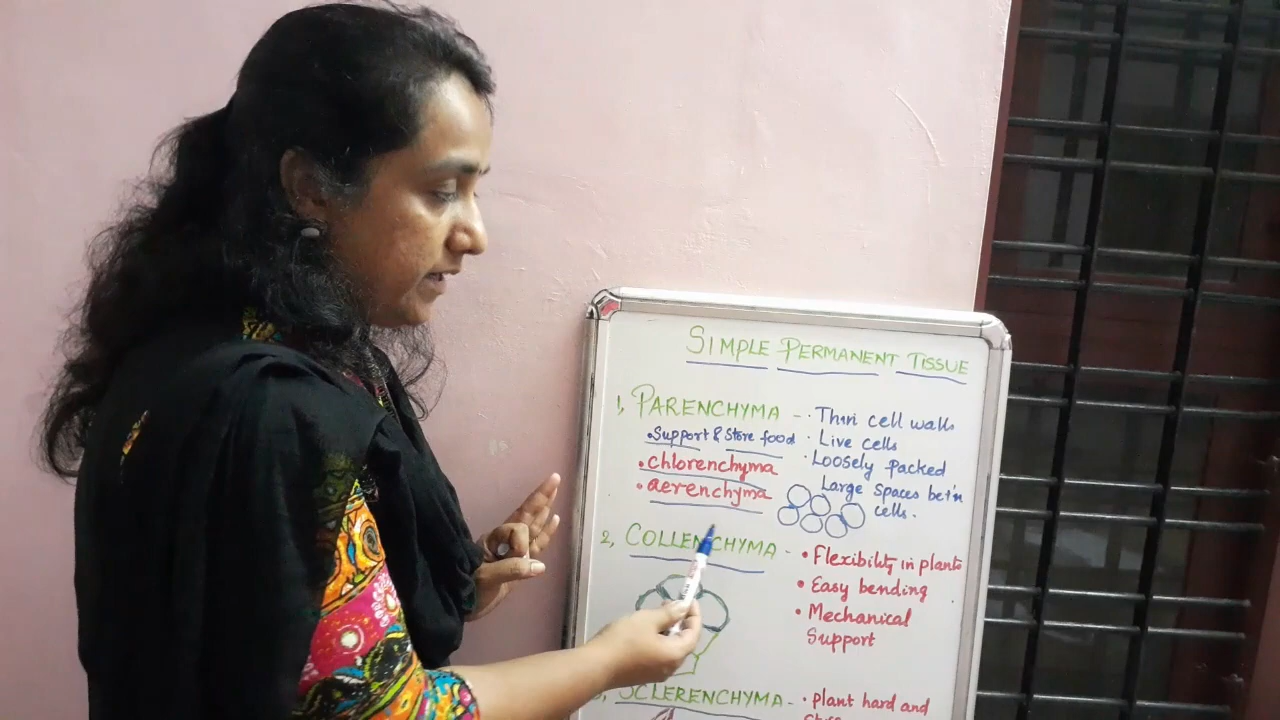 SIMPLE PERMANENT TISSUE
1, PARENCHYMA - · Thin cell walls
• Support & Store food · Live cells
• chlorenchyma · Loosely packed
• aerenchyma Large spaces bet'n
cells.
2, COLLENCHYMA - • Flexibility in plants
• Easy bending
• Mechanical
Support
SCLERENCHYMA - • plant hard and